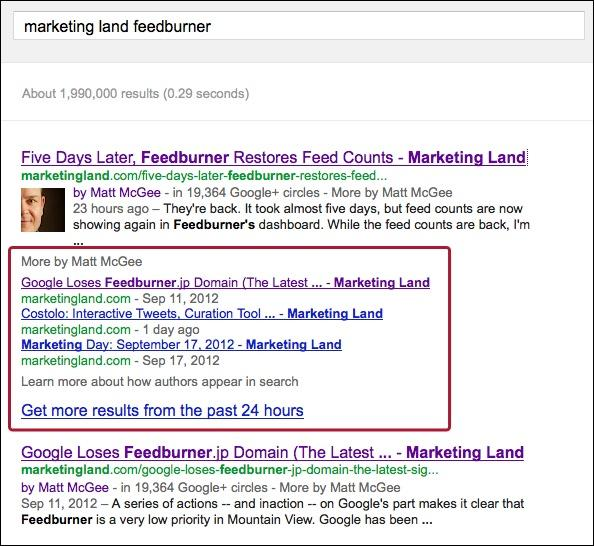 marketing land feedburner
About 1,990,000 results (0.29 seconds)
Five Days Later, Feedburner Restores Feed Counts - Marketing Land
marketingland.com/five-days-later-feedburner-restores-feed...
by Matt McGee - in 19,364 Google+ circles - More by Matt McGee
23 hours ago – They're back. It took almost five days, but feed counts are now
showing again in Feedburner's dashboard. While the feed counts are back, I'm
...
More by Matt McGee
Google Loses Feedburner.jp Domain (The Latest ... - Marketing Land
marketingland.com - Sep 11, 2012
Costolo: Interactive Tweets, Curation Tool ... - Marketing Land
marketingland.com - 1 day ago
Marketing Day: September 17, 2012 - Marketing Land
marketingland.com - Sep 17, 2012
Learn more about how authors appear in search
Get more results from the past 24 hours
Google Loses Feedburner.jp Domain (The Latest ... - Marketing Land
marketingland.com/google-loses-feedburner-jp-domain-the-latest-sig...
by Matt McGee - in 19,364 Google+ circles - More by Matt McGee
Sep 11, 2012 – A series of actions -- and inaction -- on Google's part makes it clear that
Feedburner is a very low priority in Mountain View. Google has been ...